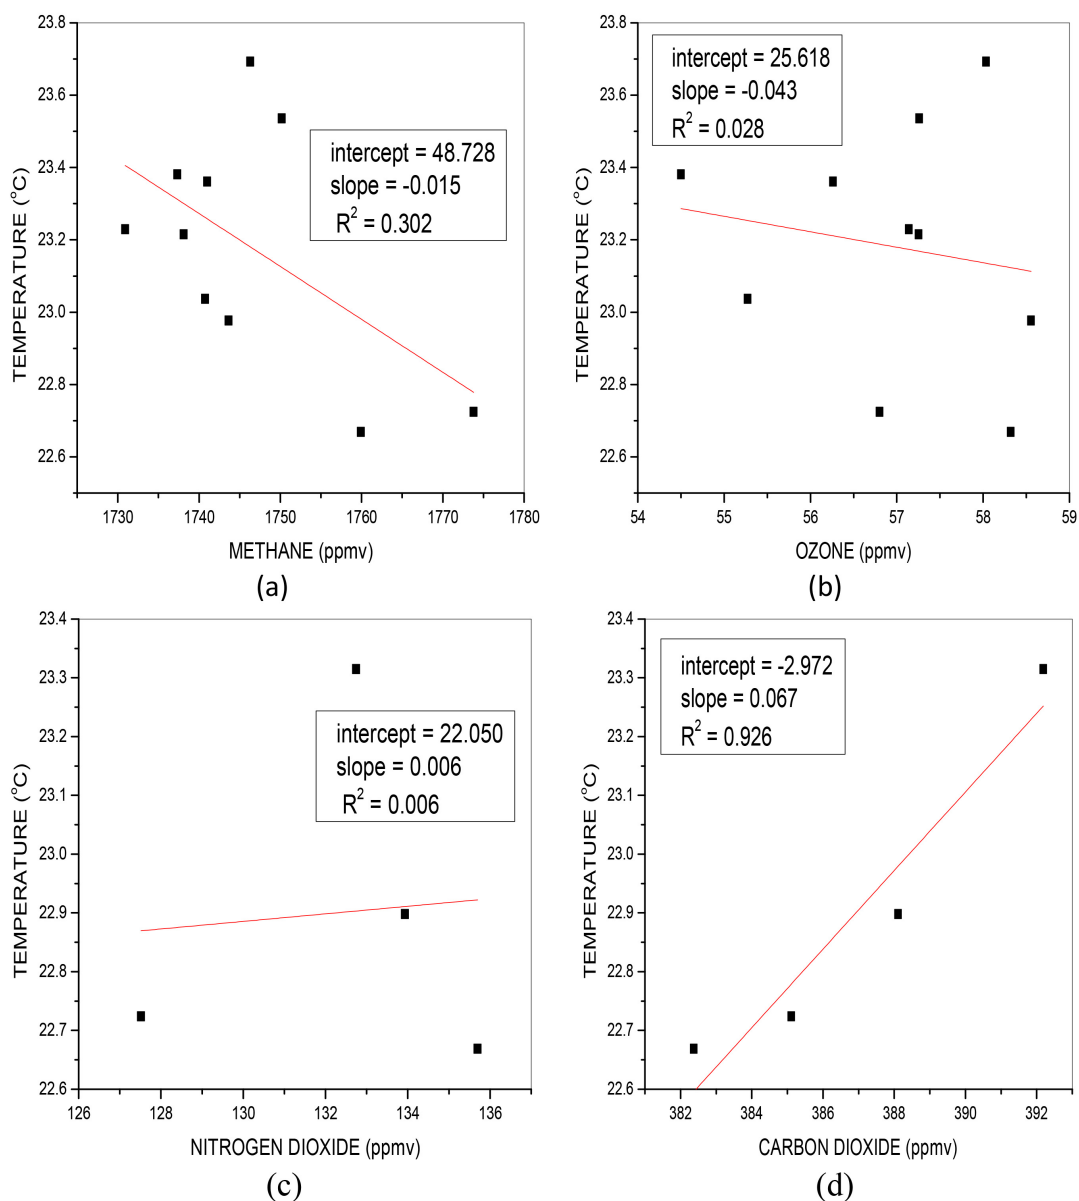 23.8
23.6
23.4
23.2
23.0
22.8
22.6
TEMPERATURE (°C)
intercept = 48.728
slope = -0.015
R² = 0.302
1730 1740 1750 1760 1770 1780
METHANE (ppmv)
(a)
23.8
23.6
23.4
23.2
23.0
22.8
22.6
TEMPERATURE (°C)
intercept = 25.618
slope = -0.043
R² = 0.028
54 55 56 57 58 59
OZONE (ppmv)
(b)
23.4
23.3
23.2
23.1
23.0
22.9
22.8
22.7
22.6
TEMPERATURE (°C)
intercept = 22.050
slope = 0.006
R² = 0.006
126 128 130 132 134 136
NITROGEN DIOXIDE (ppmv)
(c)
23.4
23.3
23.2
23.1
23.0
22.9
22.8
22.7
22.6
TEMPERATURE (°C)
intercept = -2.972
slope = 0.067
R² = 0.926
382 384 386 388 390 392
CARBON DIOXIDE (ppmv)
(d)